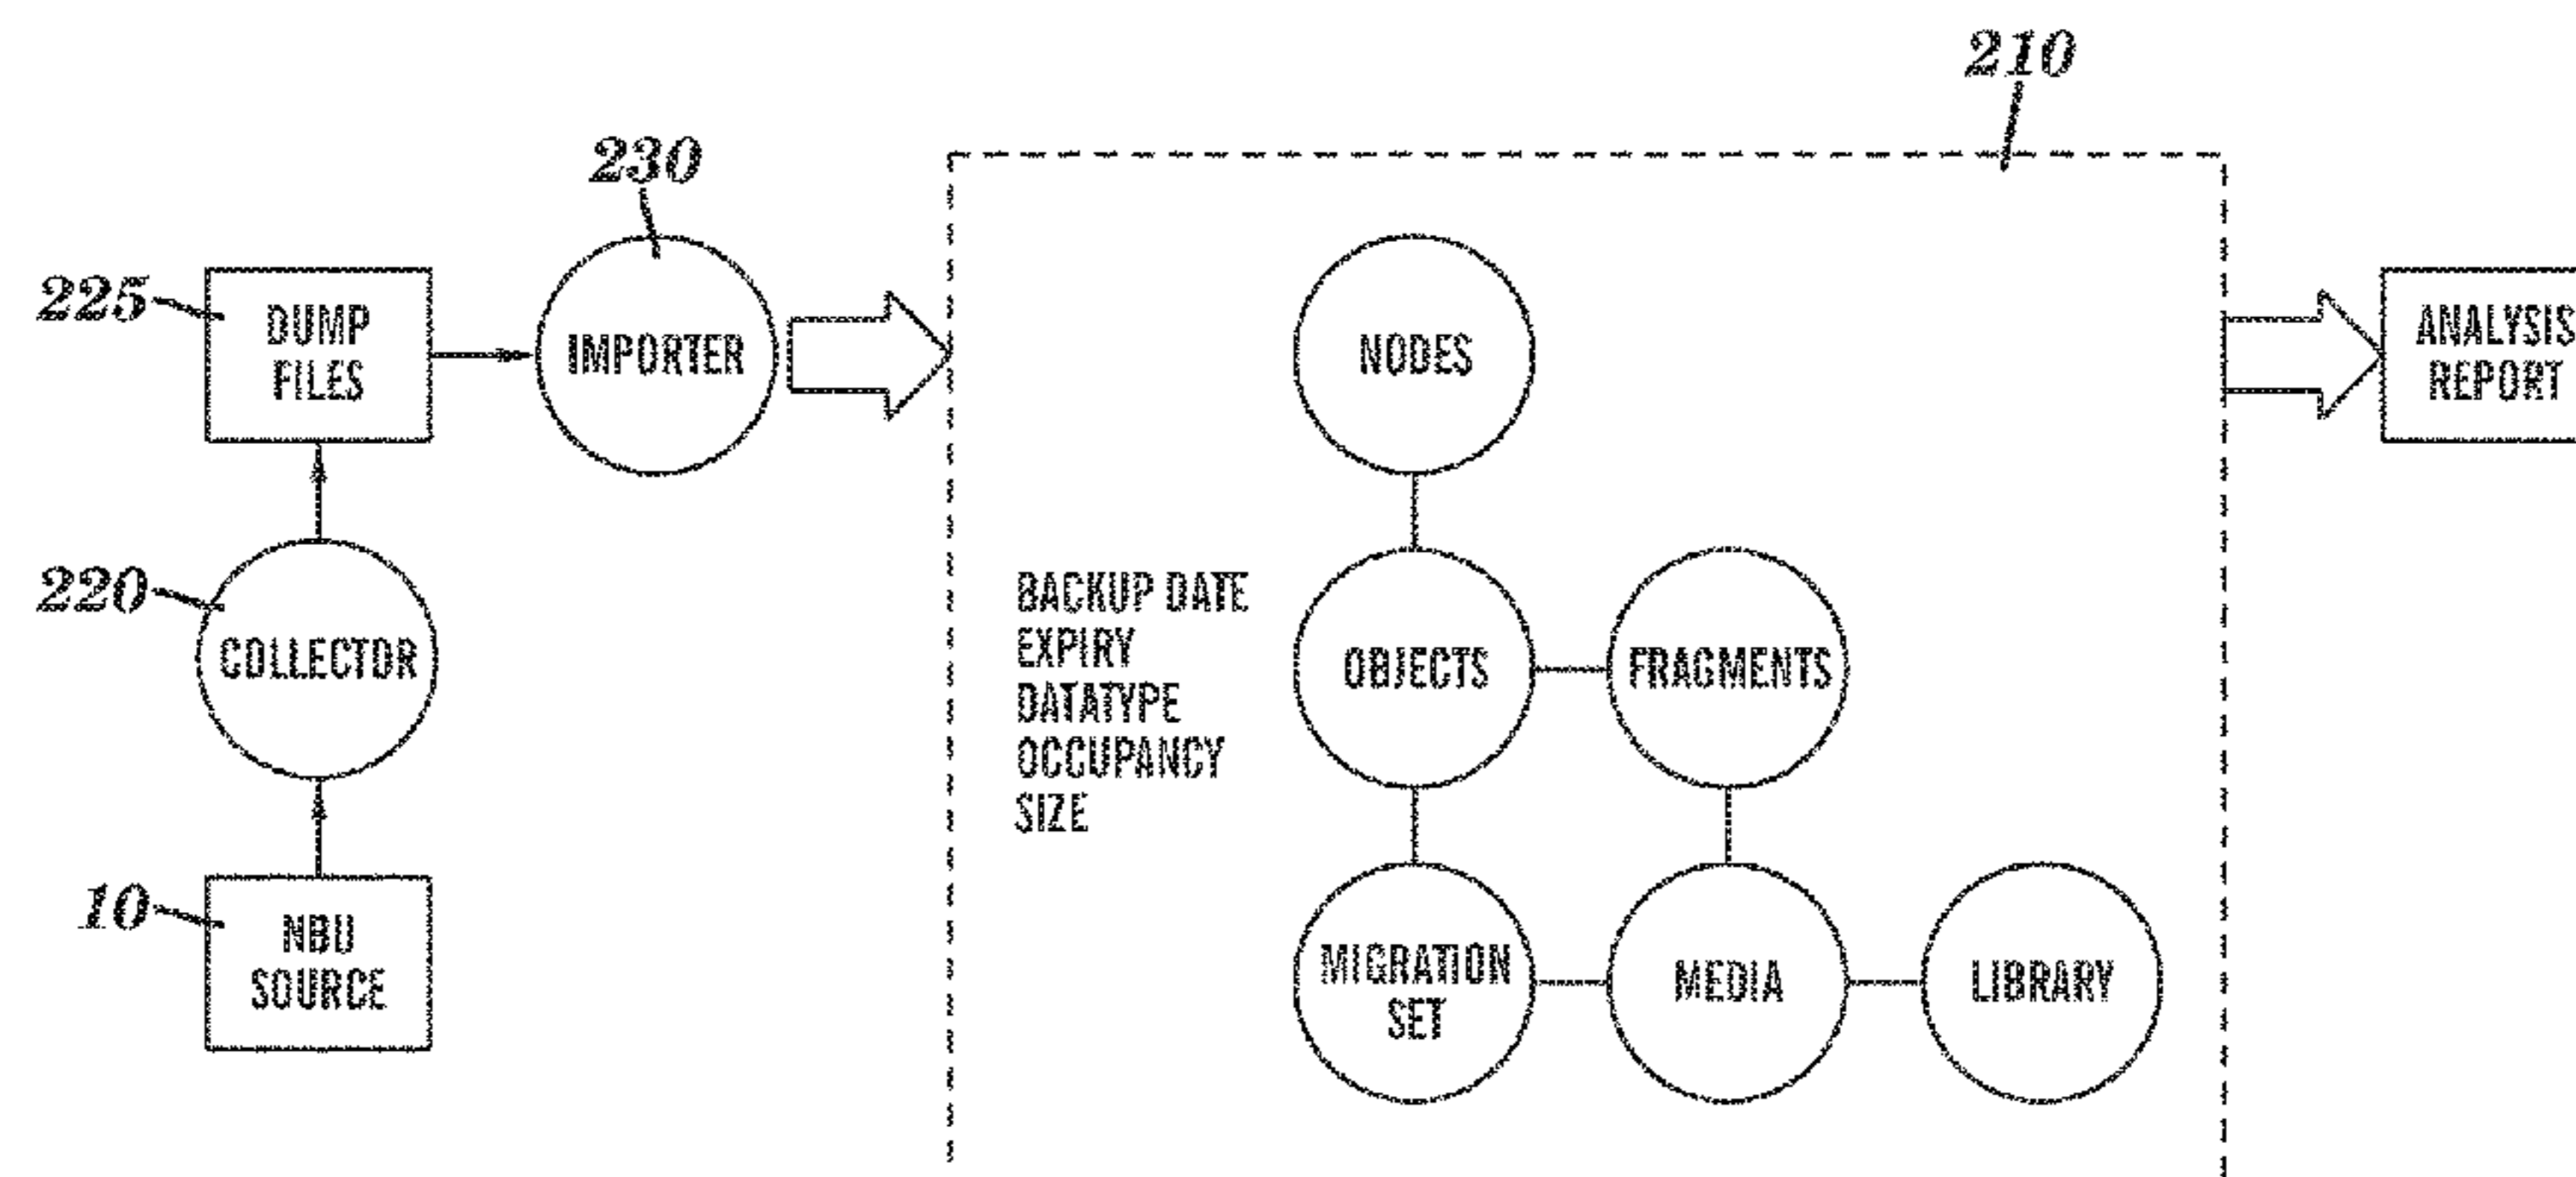 210
230
225
DUMP
FILES
IMPORTER
NODES
ANALYSIS
REPORT
220
COLLECTOR
BACKUP DATE
EXPIRY
DATATYPE
OCCUPANCY
SIZE
OBJECTS
FRAGMENTS
10
NBU
SOURCE
MIGRATION
SET
MEDIA
LIBRARY